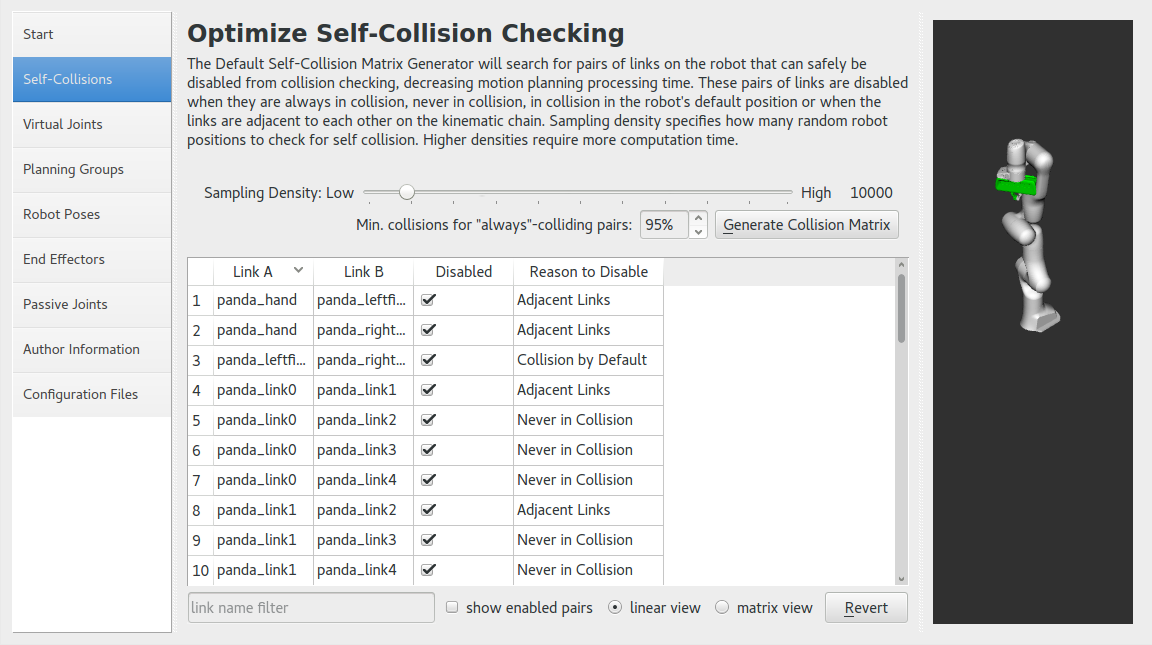 Start
Self-Collisions
Virtual Joints
Planning Groups
Robot Poses
End Effectors
Passive Joints
Author Information
Configuration Files
Optimize Self-Collision Checking
The Default Self-Collision Matrix Generator will search for pairs of links on the robot that can safely be
disabled from collision checking, decreasing motion planning processing time. These pairs of links are disabled
when they are always in collision, never in collision, in collision in the robot's default position or when the
links are adjacent to each other on the kinematic chain. Sampling density specifies how many random robot
positions to check for self collision. Higher densities require more computation time.
Sampling Density: Low High 10000
Min. collisions for "always"-colliding pairs: 95% Generate Collision Matrix
Link A Link B Disabled Reason to Disable
1 panda_hand panda_leftfi... Adjacent Links
2 panda_hand panda_right... Adjacent Links
3 panda_leftfi... panda_right... Collision by Default
4 panda_link0 panda_link1 Adjacent Links
5 panda_link0 panda_link2 Never in Collision
6 panda_link0 panda_link3 Never in Collision
7 panda_link0 panda_link4 Never in Collision
8 panda_link1 panda_link2 Adjacent Links
9 panda_link1 panda_link3 Never in Collision
10 panda_link1 panda_link4 Never in Collision
link name filter show enabled pairs linear view matrix view Revert